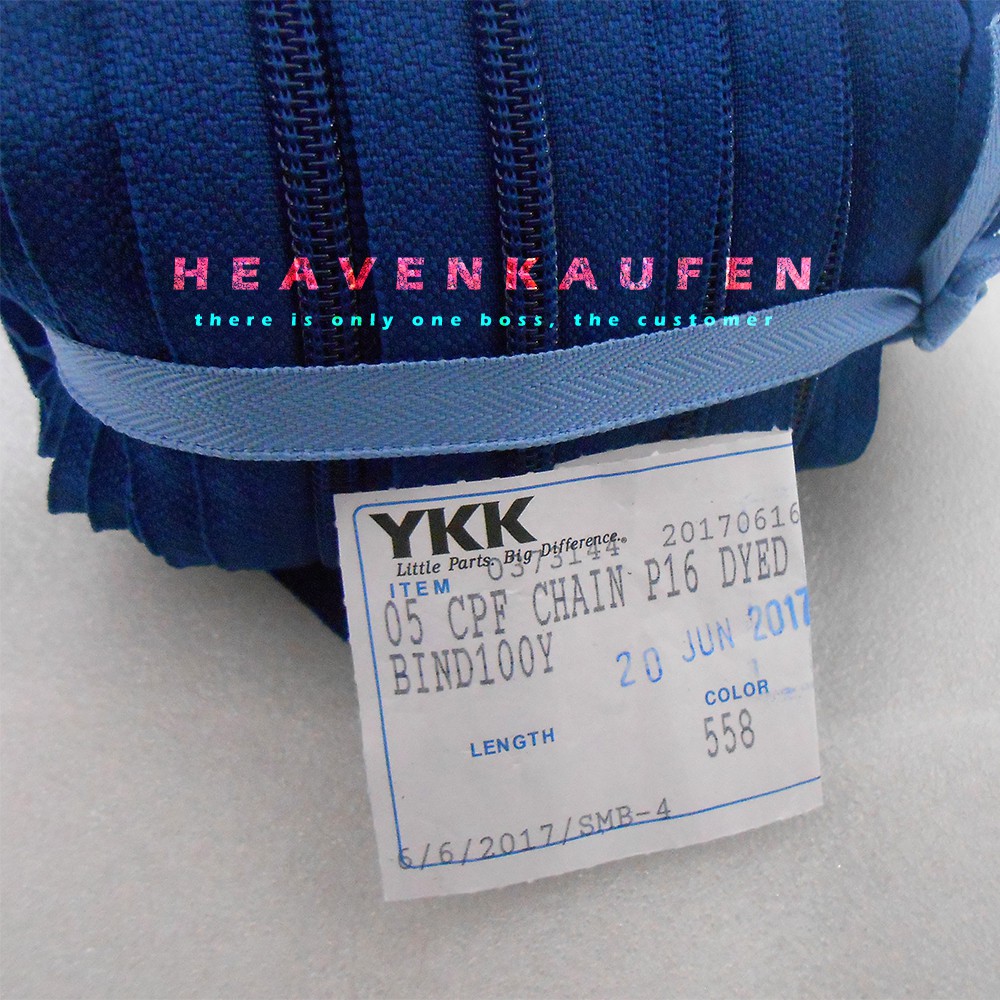 HEAVENKAUFEN
there is only one boss, the customer
YKK
Little Parts. Big Difference.®
0373144 20170616
ITEM
05 CPF CHAIN P16 DYED
BIND100Y
20 JUN 2017
COLOR
558
LENGTH
6/6/2017/SMB-4